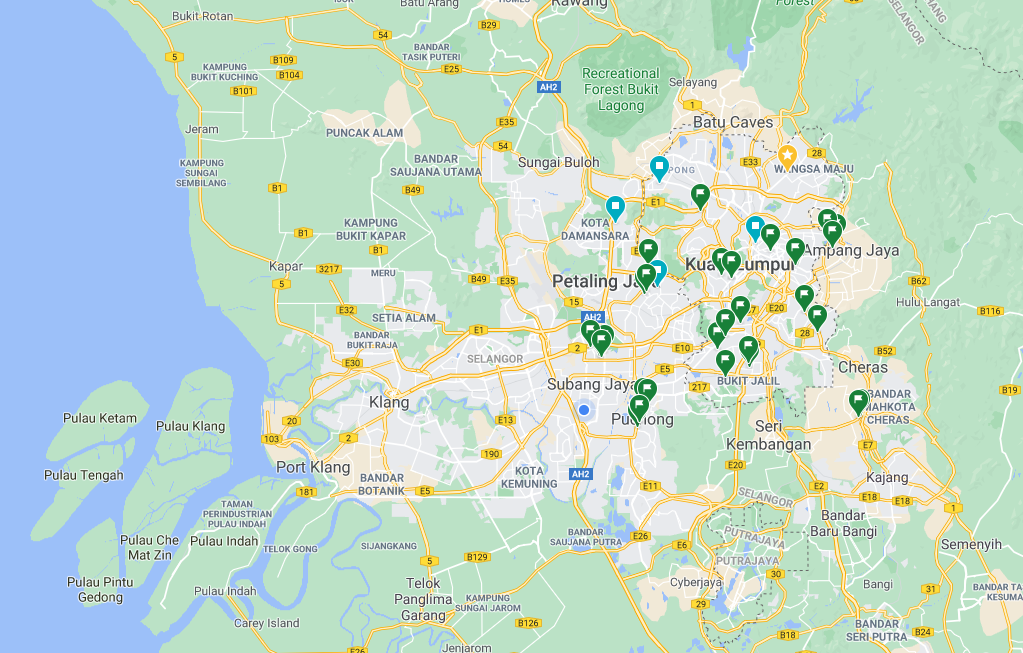 Bukit Rotan
Batu Arang
Rawang
Forest
SELANGOR
B29
54
5
BANDAR
TASIK PUTERI
B109
B104
E25
KAMPUNG
BUKIT KUCHING
B101
AH2
Recreational
Forest Bukit
Lagong
Selayang
1
Jeram
PUNCAK ALAM
E35
Batu Caves
54
28
BANDAR
SAUJANA UTAMA
Sungai Buloh
E33
WANGSA MAJU
KAMPUNG
SUNGAI
SEMBILANG
B1
B49
E1
KAMPUNG
BUKIT KAPAR
KOTA
DAMANSARA
B1
B1
Ampang Jaya
Kapar
3217
MERU
B49
E35
Petaling Ja
Kua
Lumpur
B62
15
Hulu Langat
E32
SETIA ALAM
AH2
E20
B116
E1
28
BANDAR
BUKIT RAJA
2
E10
B52
E30
SELANGOR
E5
Cheras
Subang Jaya
217
BUKIT JALIL
Klang
BANDAR
MAHKOTA
CHERAS
Pulau Ketam
20
E13
Puchong
Pulau Klang
Seri
Kembangan
103
2
E7
190
Port Klang
E20
Pulau Tengah
BANDAR
BOTANIK
KOTA
KEMUNING
AH2
Kajang
181
E5
E11
E2
SELANGOR
E18
E18
1
TAMAN
PERINDUSTRIAN
PULAU INDAH
Bandar
Baru Bangi
Pulau Che
Mat Zin
Pulau Indah
BANDAR
SAUJANA PUTRA
E26
PUTRAJAYA
TELOK GONG
SIJANGKANG
E6
Semenyih
B129
5
PUTRAJAYA
30
Pulau Pintu
Gedong
Telok
Panglima
Garang
Cyberjaya
Bangi
31
Pulau Indah
KAMPUNG
SUNGAI JAROM
29
BANDAR TA
KESUMA
Carey Island
B126
BANDAR
SERI PUTRA
B18
B24
Jenjarom
E26